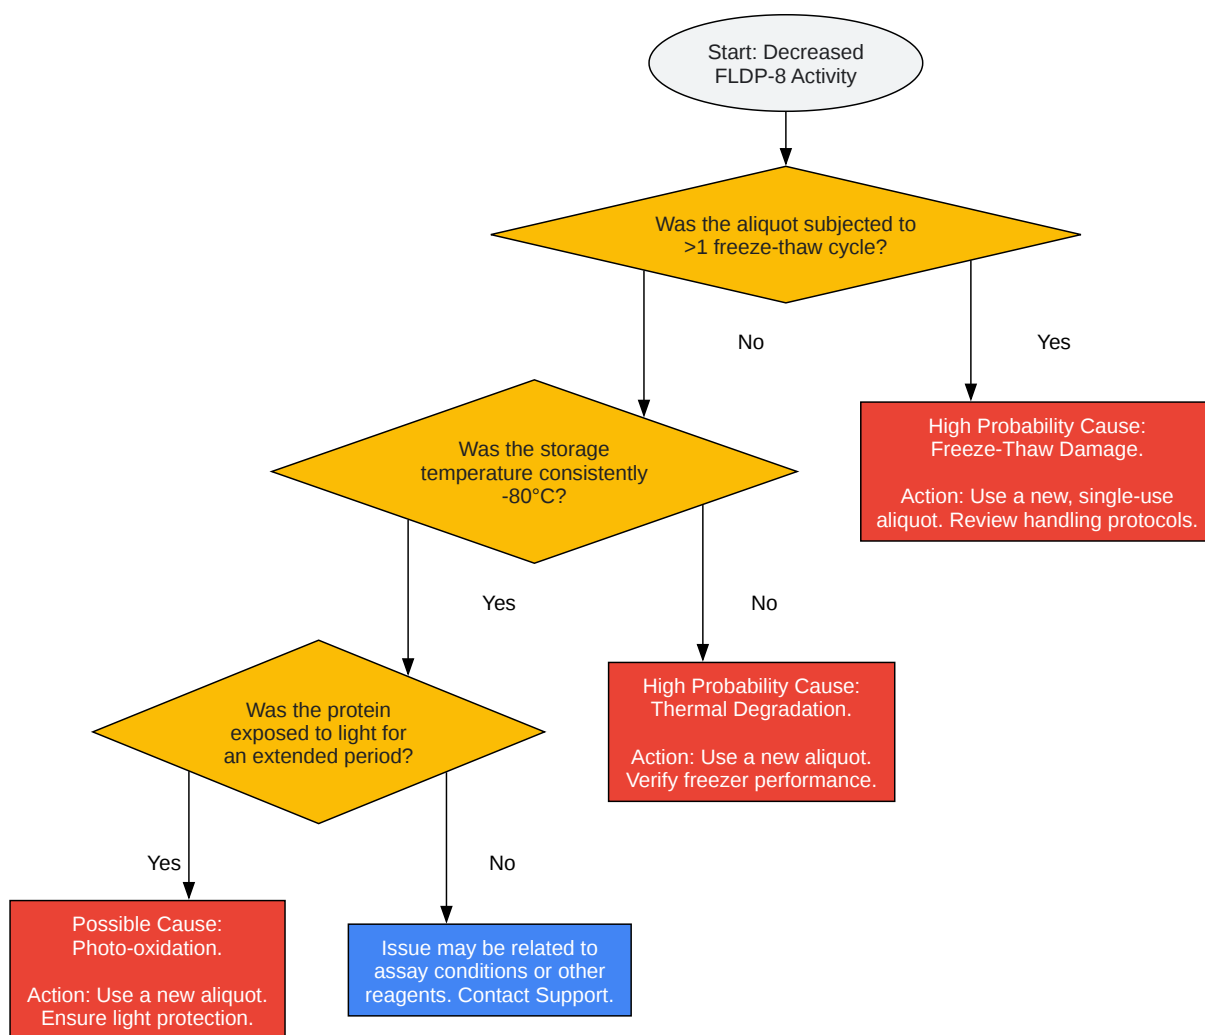 Start: Decreased
FLDP-8 Activity
Was the aliquot subjected to
>1 freeze-thaw cycle?
No
Yes
Was the storage
temperature consistently
-80°C?
High Probability Cause:
Freeze-Thaw Damage.
Action: Use a new, single-use
aliquot. Review handling protocols.
Yes
No
Was the protein
exposed to light for
an extended period?
High Probability Cause:
Thermal Degradation.
Action: Use a new aliquot.
Verify freezer performance.
Yes
No
Possible Cause:
Photo-oxidation.
Action: Use a new aliquot.
Ensure light protection.
Issue may be related to
assay conditions or other
reagents. Contact Support.